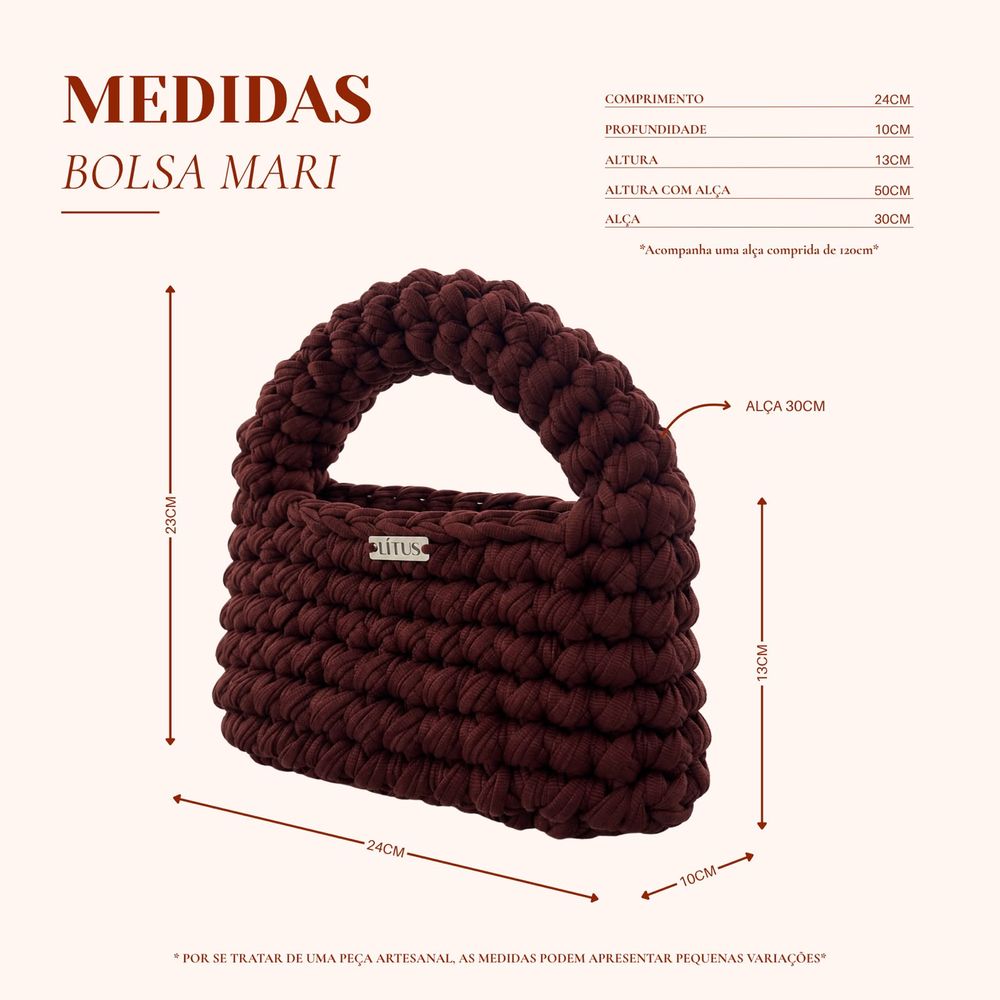 MEDIDAS
BOLSA MARI
COMPRIMENTO 24CM
PROFUNDIDADE 10CM
ALTURA 13CM
ALTURA COM ALÇA 50CM
ALÇA 30CM
*Acompanha uma alça comprida de 120cm*
ALÇA 30CM
23CM
LÍTUS
13CM
24CM
10CM
* POR SE TRATAR DE UMA PEÇA ARTESANAL, AS MEDIDAS PODEM APRESENTAR PEQUENAS VARIAÇÕES*